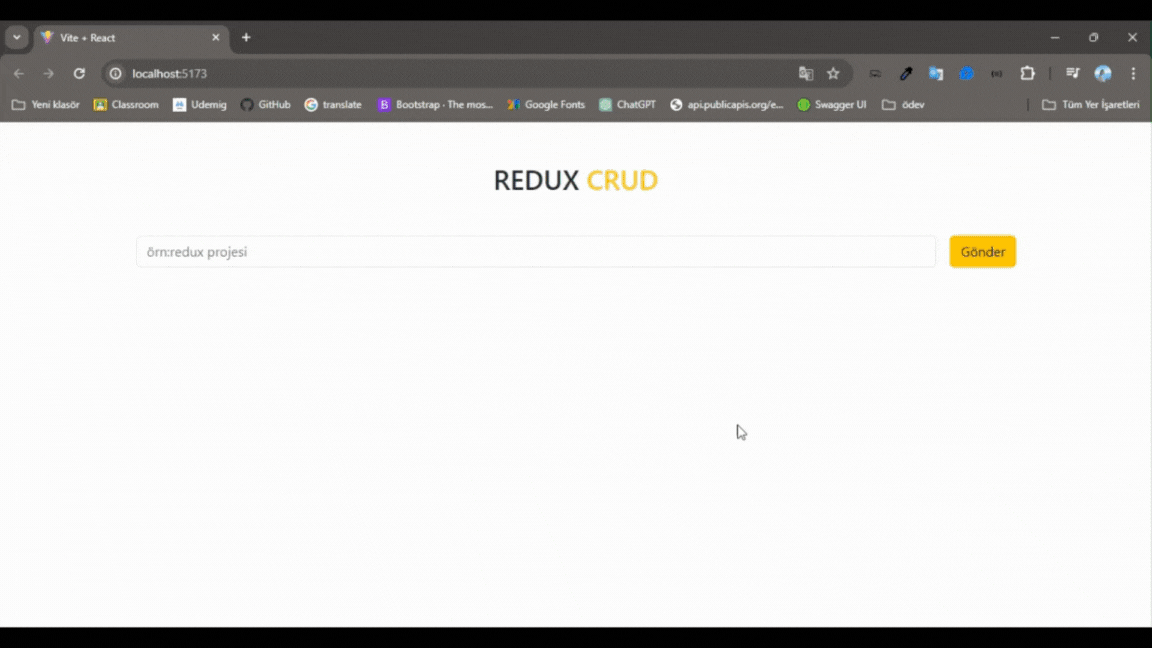 Vite + React
localhost:5173
Yeni klasör Classroom Udemig GitHub translate Bootstrap · The mos... Google Fonts ChatGPT api.publicapis.org/e... Swagger UI ödev Tüm Yer İşaretleri
REDUX CRUD
örn:redux projesi Gönder